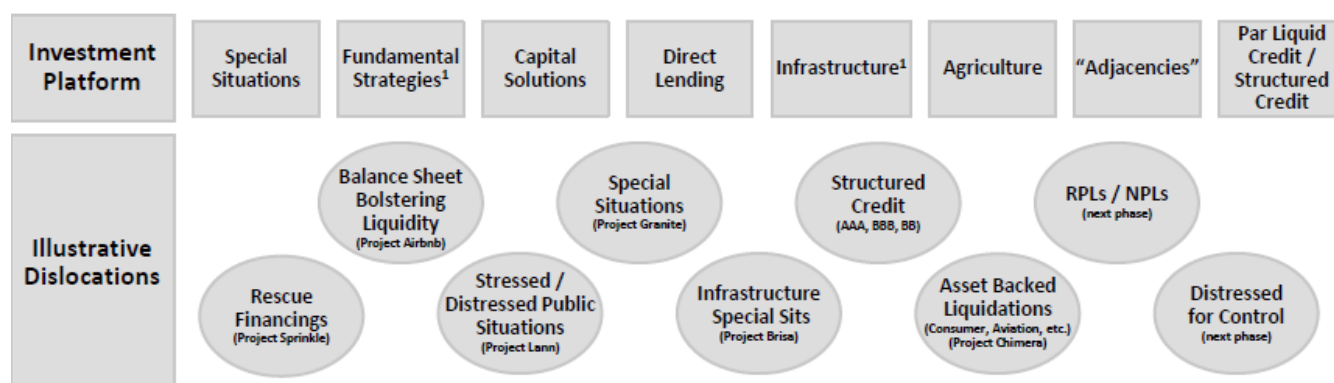 Investment
Platform
Special
Situations
Fundamental
Strategies¹
Capital
Solutions
Direct
Lending
Infrastructure¹
Agriculture
“Adjacencies”
Par Liquid
Credit /
Structured
Credit
Illustrative
Dislocations
Rescue
Financings
(Project Sprinkle)
Balance Sheet
Bolstering
Liquidity
(Project Airbnb)
Stressed /
Distressed Public
Situations
(Project Lann)
Special
Situations
(Project Granite)
Infrastructure
Special Sits
(Project Brisa)
Structured
Credit
(AAA, BBB, BB)
Asset Backed
Liquidations
(Consumer, Aviation, etc.)
(Project Chimera)
RPLs / NPLs
(next phase)
Distressed
for Control
(next phase)